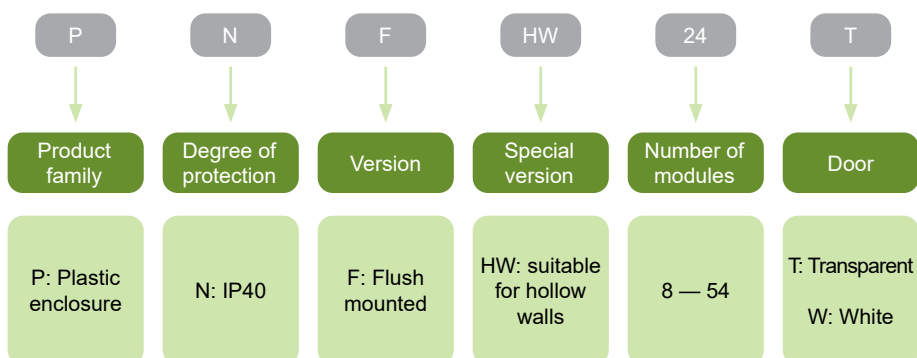 P
N
F
HW
24
T
Product
family
Degree of
protection
Version
Special
version
Number of
modules
Door
P: Plastic
enclosure
N: IP40
F: Flush
mounted
HW: suitable
for hollow
walls
8 — 54
T: Transparent
W: White